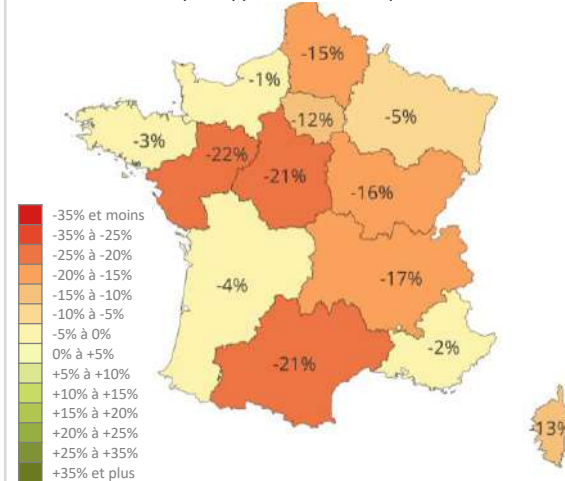 -15%
-1%
-12%
-5%
-3%
-22%
-21%
-16%
-4%
-17%
-2%
-21%
13%
-35% et moins
-35% à -25%
-25% à -20%
-20% à -15%
-15% à -10%
-10% à -5%
-5% à 0%
0% à +5%
+5% à +10%
+10% à +15%
+15% à +20%
+20% à +25%
+25% à +35%
+35% et plus